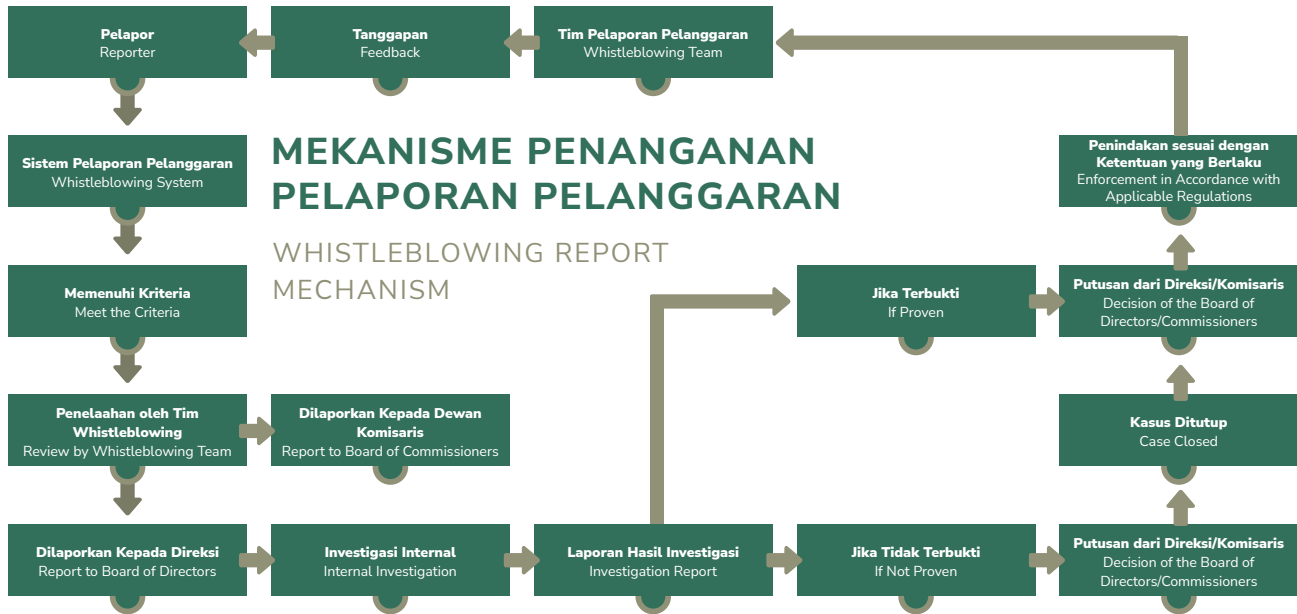 Pelapor
Reporter
Tanggapan
Feedback
Tim Pelaporan Pelanggaran
Whistleblowing Team
MEKANISME PENANGANAN
PELAPORAN PELANGGARAN
WHISTLEBLOWING REPORT
MECHANISM
Sistem Pelaporan Pelanggaran
Whistleblowing System
Penindakan sesuai dengan
Ketentuan yang Berlaku
Enforcement in Accordance with
Applicable Regulations
Memenuhi Kriteria
Meet the Criteria
Jika Terbukti
If Proven
Putusan dari Direksi/Komisaris
Decision of the Board of
Directors/Commissioners
Penelaahan oleh Tim
Whistleblowing
Review by Whistleblowing Team
Dilaporkan Kepada Dewan
Komisaris
Report to Board of Commissioners
Kasus Ditutup
Case Closed
Dilaporkan Kepada Direksi
Report to Board of Directors
Investigasi Internal
Internal Investigation
Laporan Hasil Investigasi
Investigation Report
Jika Tidak Terbukti
If Not Proven
Putusan dari Direksi/Komisaris
Decision of the Board of
Directors/Commissioners